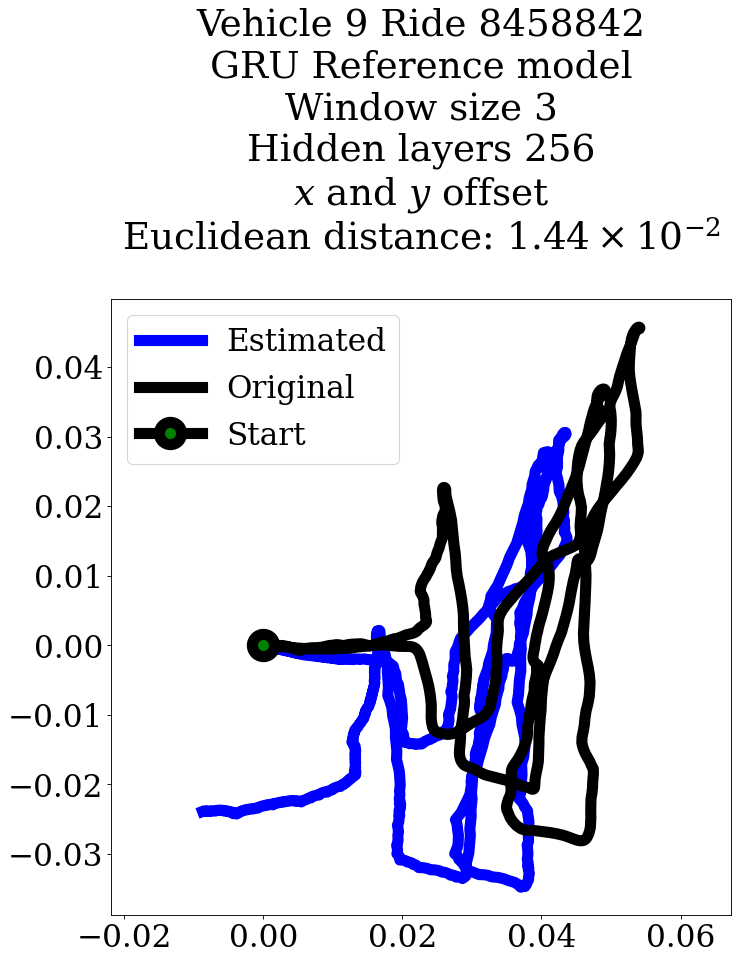 Vehicle 9 Ride 8458842
GRU Reference model
Window size 3
Hidden layers 256
x and y offset
Euclidean distance: 1.44 × 10⁻²
Estimated
Original
Start
0.04
0.03
0.02
0.01
0.00
−0.01
−0.02
−0.03
−0.02 0.00 0.02 0.04 0.06